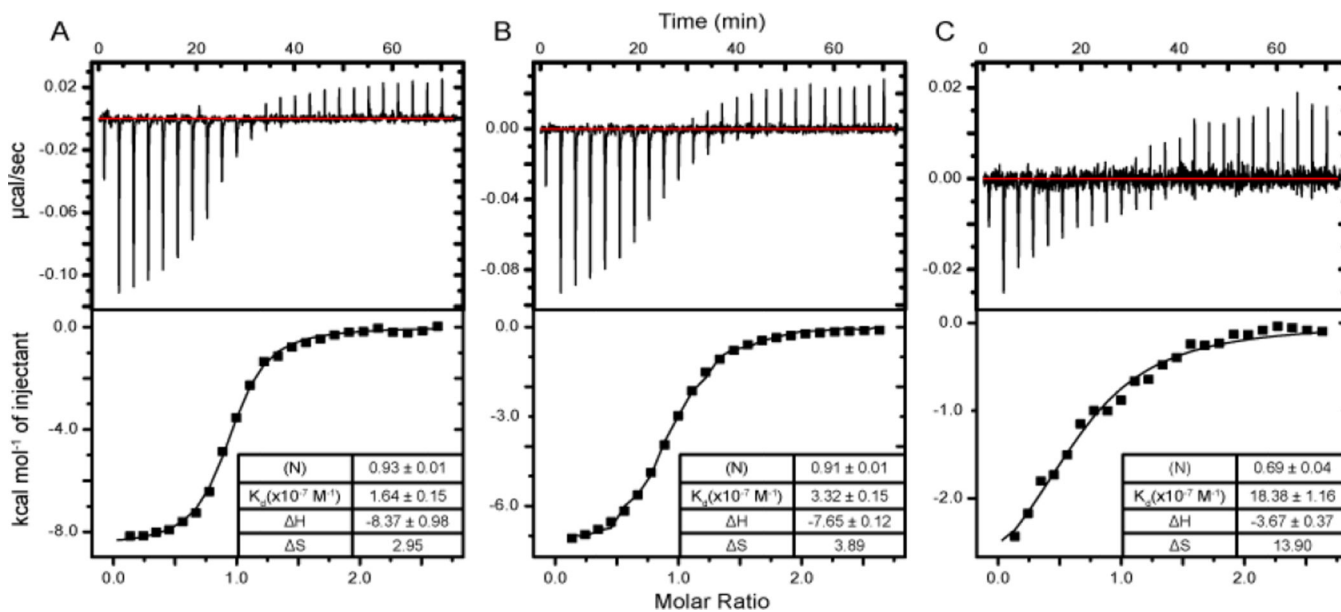 Time (min)
A
B
C
0 20 40 60
0 20 40 60
0 20 40 60
µcal/sec
0.02
-0.02
-0.06
-0.10
0.00
-0.04
-0.08
0.02
0.00
-0.02
kcal mol⁻¹ of injectant
0.0
-4.0
-8.0
(N) 0.93 ± 0.01
K_d(x10⁻⁷ M⁻¹) 1.64 ± 0.15
ΔH -8.37 ± 0.98
ΔS 2.95
0.0 1.0 2.0
0.0
-3.0
-6.0
(N) 0.91 ± 0.01
K_d(x10⁻⁷ M⁻¹) 3.32 ± 0.15
ΔH -7.65 ± 0.12
ΔS 3.89
0.0 1.0 2.0
0.0
-1.0
-2.0
(N) 0.69 ± 0.04
K_d(x10⁻⁷ M⁻¹) 18.38 ± 1.16
ΔH -3.67 ± 0.37
ΔS 13.90
0.0 1.0 2.0
Molar Ratio